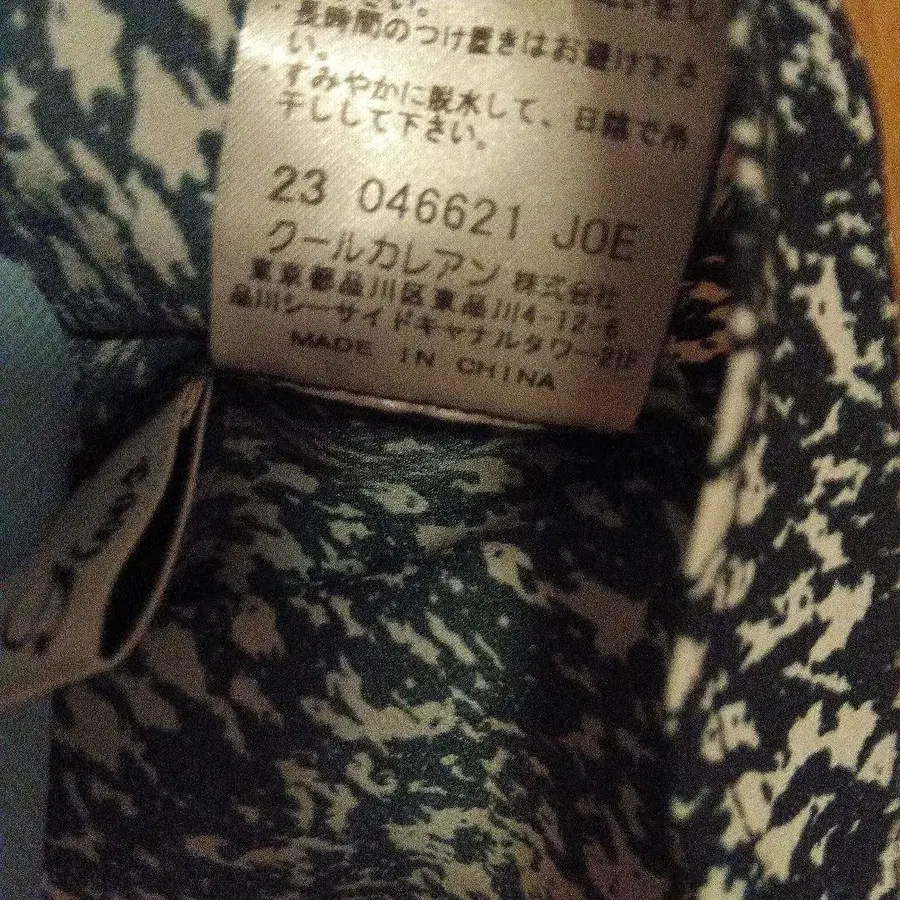 さい。
・長時間のつけ置きはお避け下さ
い。
・すみやかに脱水して、日陰で吊
干しして下さい。
23 046621 JOE
クールカレアン 株式会社
東京都品川区東品川4-12-6
品川シーサイドキャナルタワー21F
MADE IN CHINA